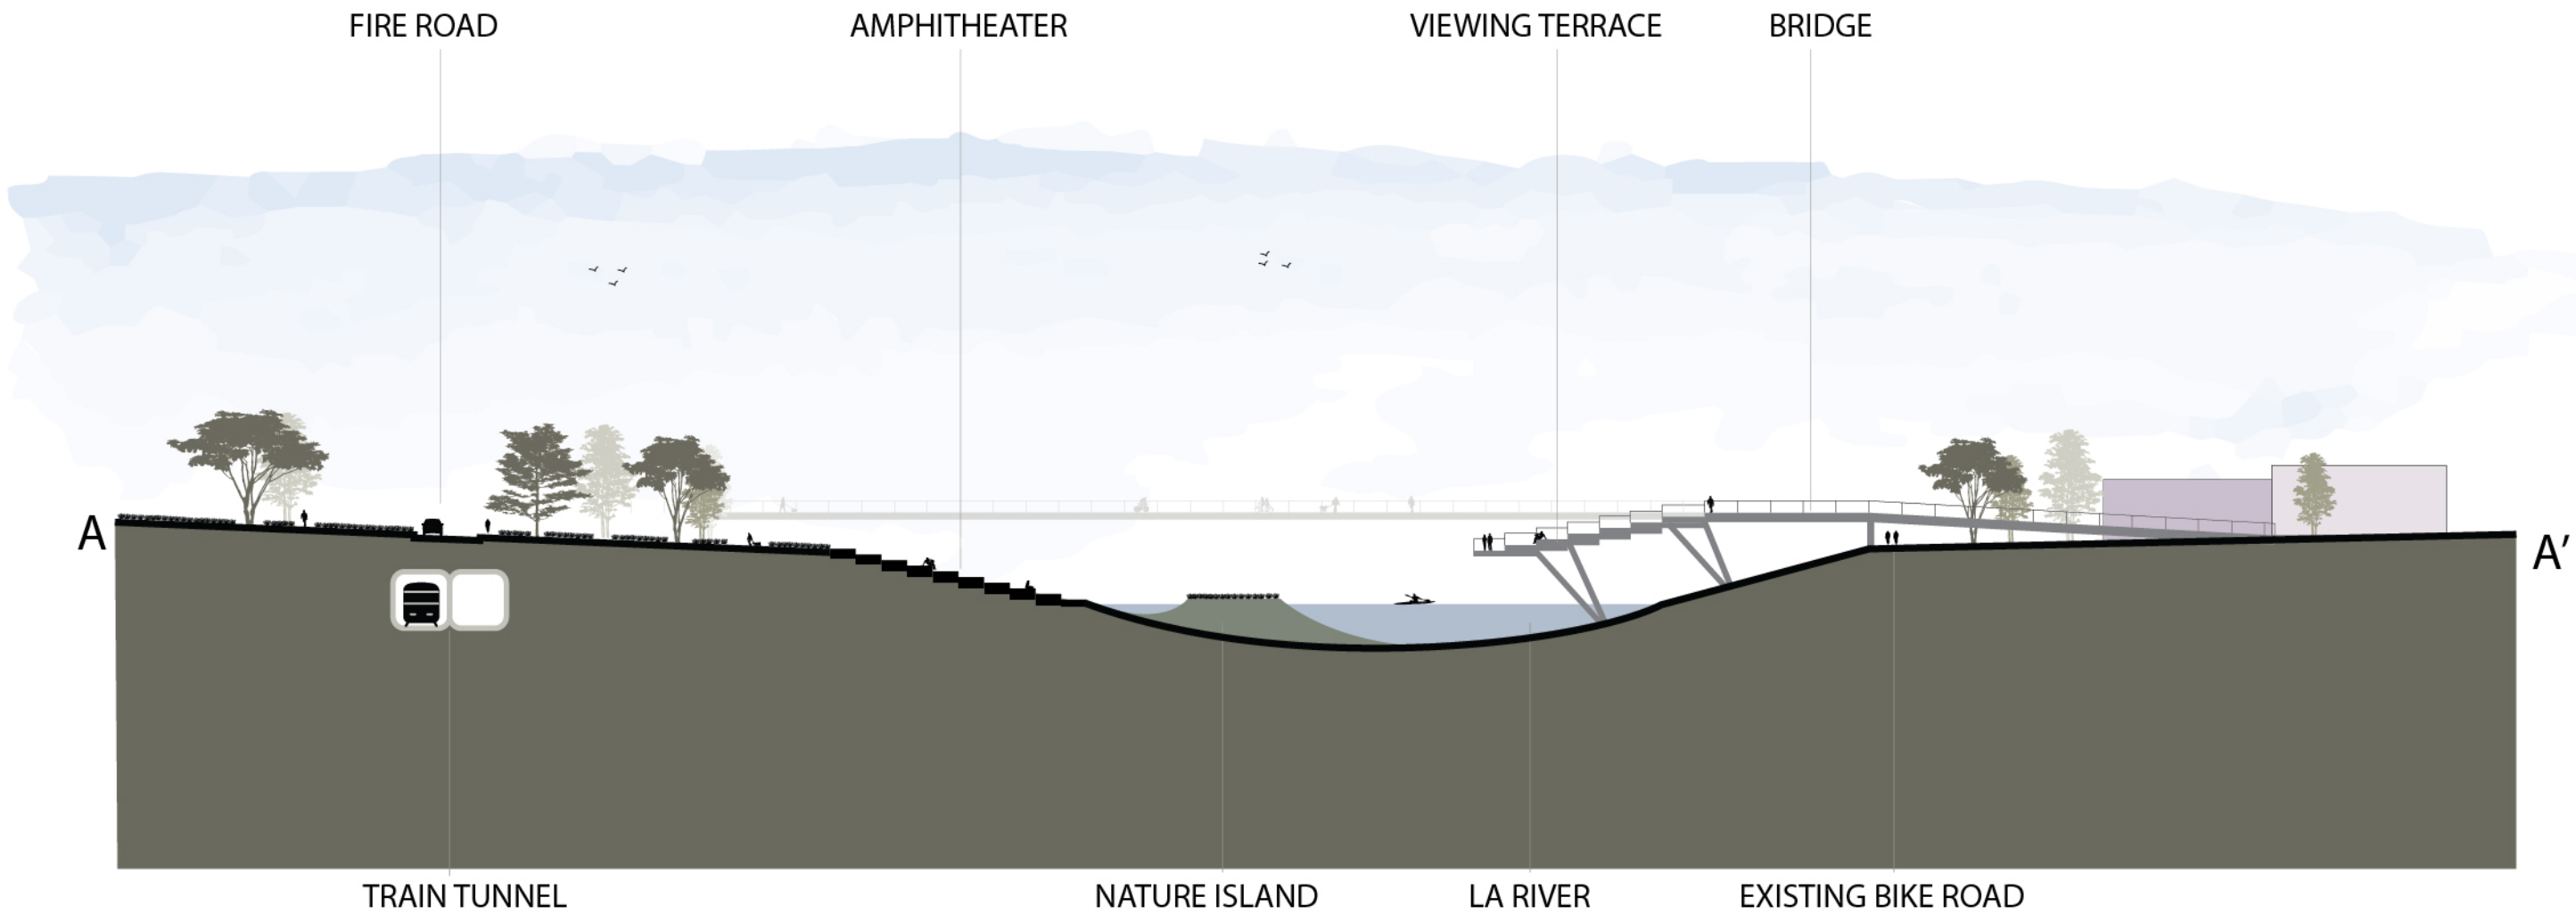 FIRE ROAD
AMPHITHEATER
VIEWING TERRACE
BRIDGE
A
A'
TRAIN TUNNEL
NATURE ISLAND
LA RIVER
EXISTING BIKE ROAD